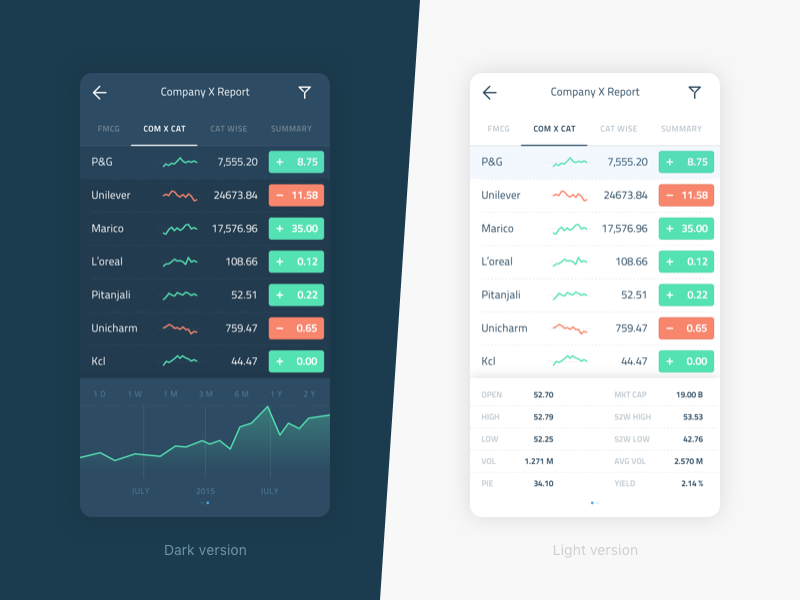 Company X Report
FMCG COM X CAT CAT WISE SUMMARY
P&G 7,555.20 + 8.75
Unilever 24673.84 − 11.58
Marico 17,576.96 + 35.00
L'oreal 108.66 + 0.12
Pitanjali 52.51 + 0.22
Unicharm 759.47 − 0.65
Kcl 44.47 + 0.00
1 D 1 W 1 M 3 M 6 M 1 Y 2 Y
JULY 2015 JULY
Dark version
Company X Report
FMCG COM X CAT CAT WISE SUMMARY
P&G 7,555.20 + 8.75
Unilever 24673.84 − 11.58
Marico 17,576.96 + 35.00
L'oreal 108.66 + 0.12
Pitanjali 52.51 + 0.22
Unicharm 759.47 − 0.65
Kcl 44.47 + 0.00
OPEN 52.70 MKT CAP 19.00 B
HIGH 52.79 52W HIGH 53.53
LOW 52.25 52W LOW 42.76
VOL 1.271 M AVG VOL 2.570 M
PIE 34.10 YIELD 2.14 %
Light version